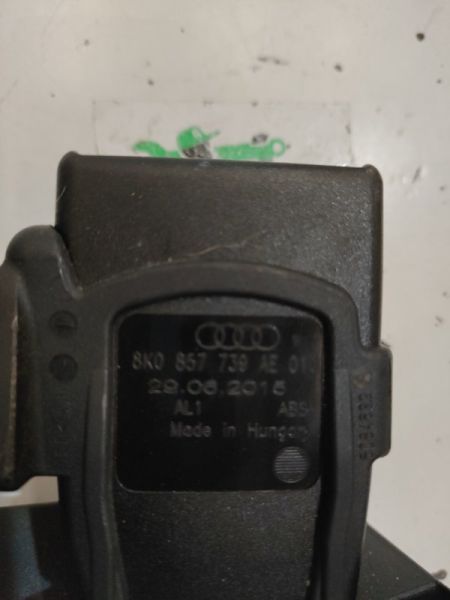 8K0 857 739 AE 01
29.06.2015
AL1 ABS
Made in Hungary